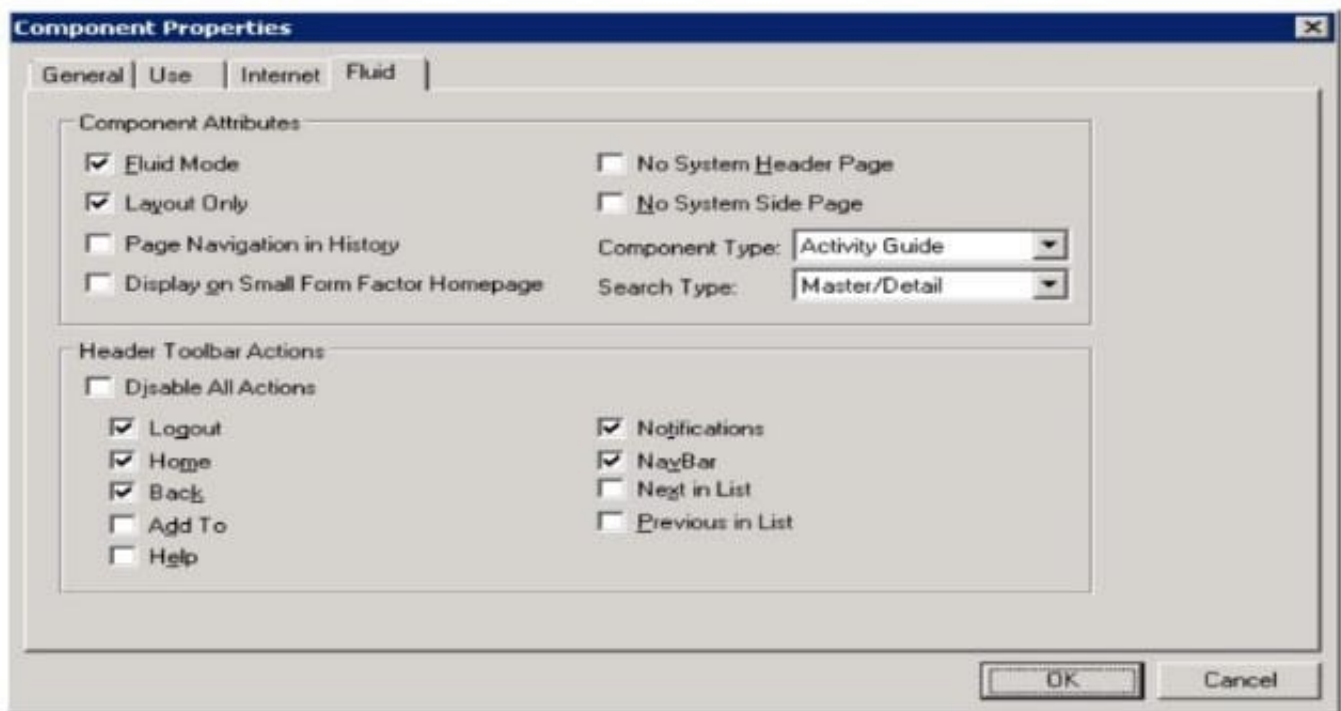 Component Properties
General Use Internet Fluid
Component Attributes
Fluid Mode
No System Header Page
Layout Only
No System Side Page
Page Navigation in History
Component Type: Activity Guide
Display on Small Form Factor Homepage
Search Type: Master/Detail
Header Toolbar Actions
Disable All Actions
Logout
Notifications
Home
NavBar
Back
Next in List
Add To
Previous in List
Help
OK Cancel